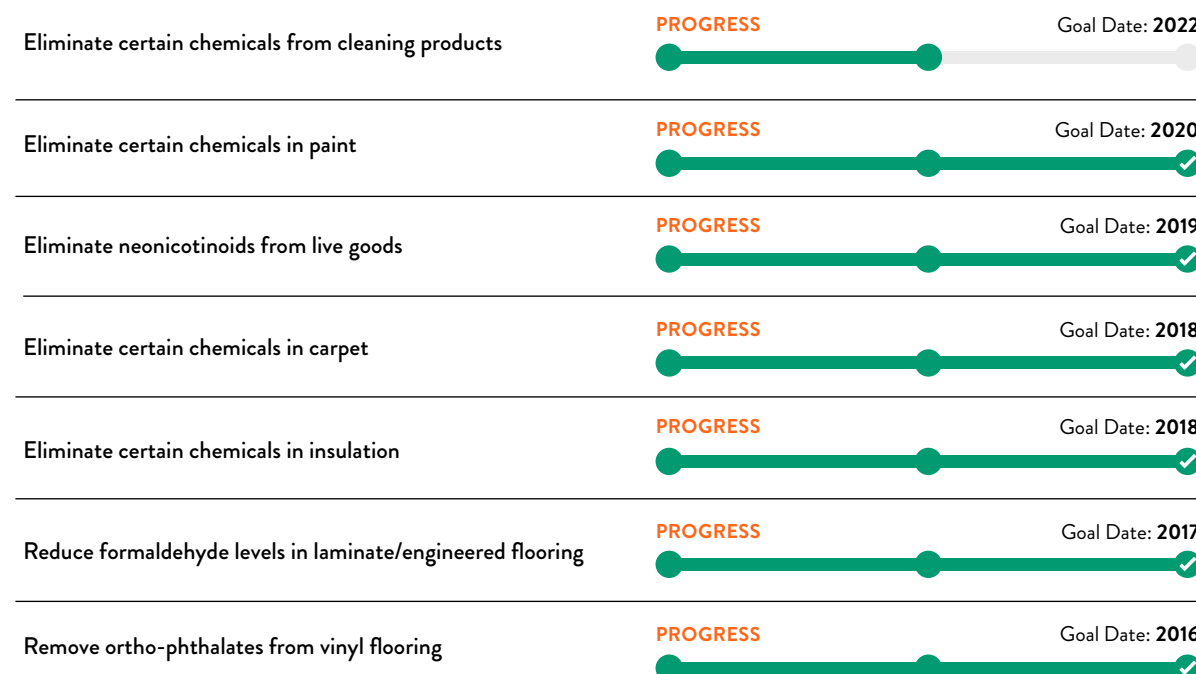 Eliminate certain chemicals from cleaning products
PROGRESS
Goal Date: 2022
Eliminate certain chemicals in paint
PROGRESS
Goal Date: 2020
Eliminate neonicotinoids from live goods
PROGRESS
Goal Date: 2019
Eliminate certain chemicals in carpet
PROGRESS
Goal Date: 2018
Eliminate certain chemicals in insulation
PROGRESS
Goal Date: 2018
Reduce formaldehyde levels in laminate/engineered flooring
PROGRESS
Goal Date: 2017
Remove ortho-phthalates from vinyl flooring
PROGRESS
Goal Date: 2016